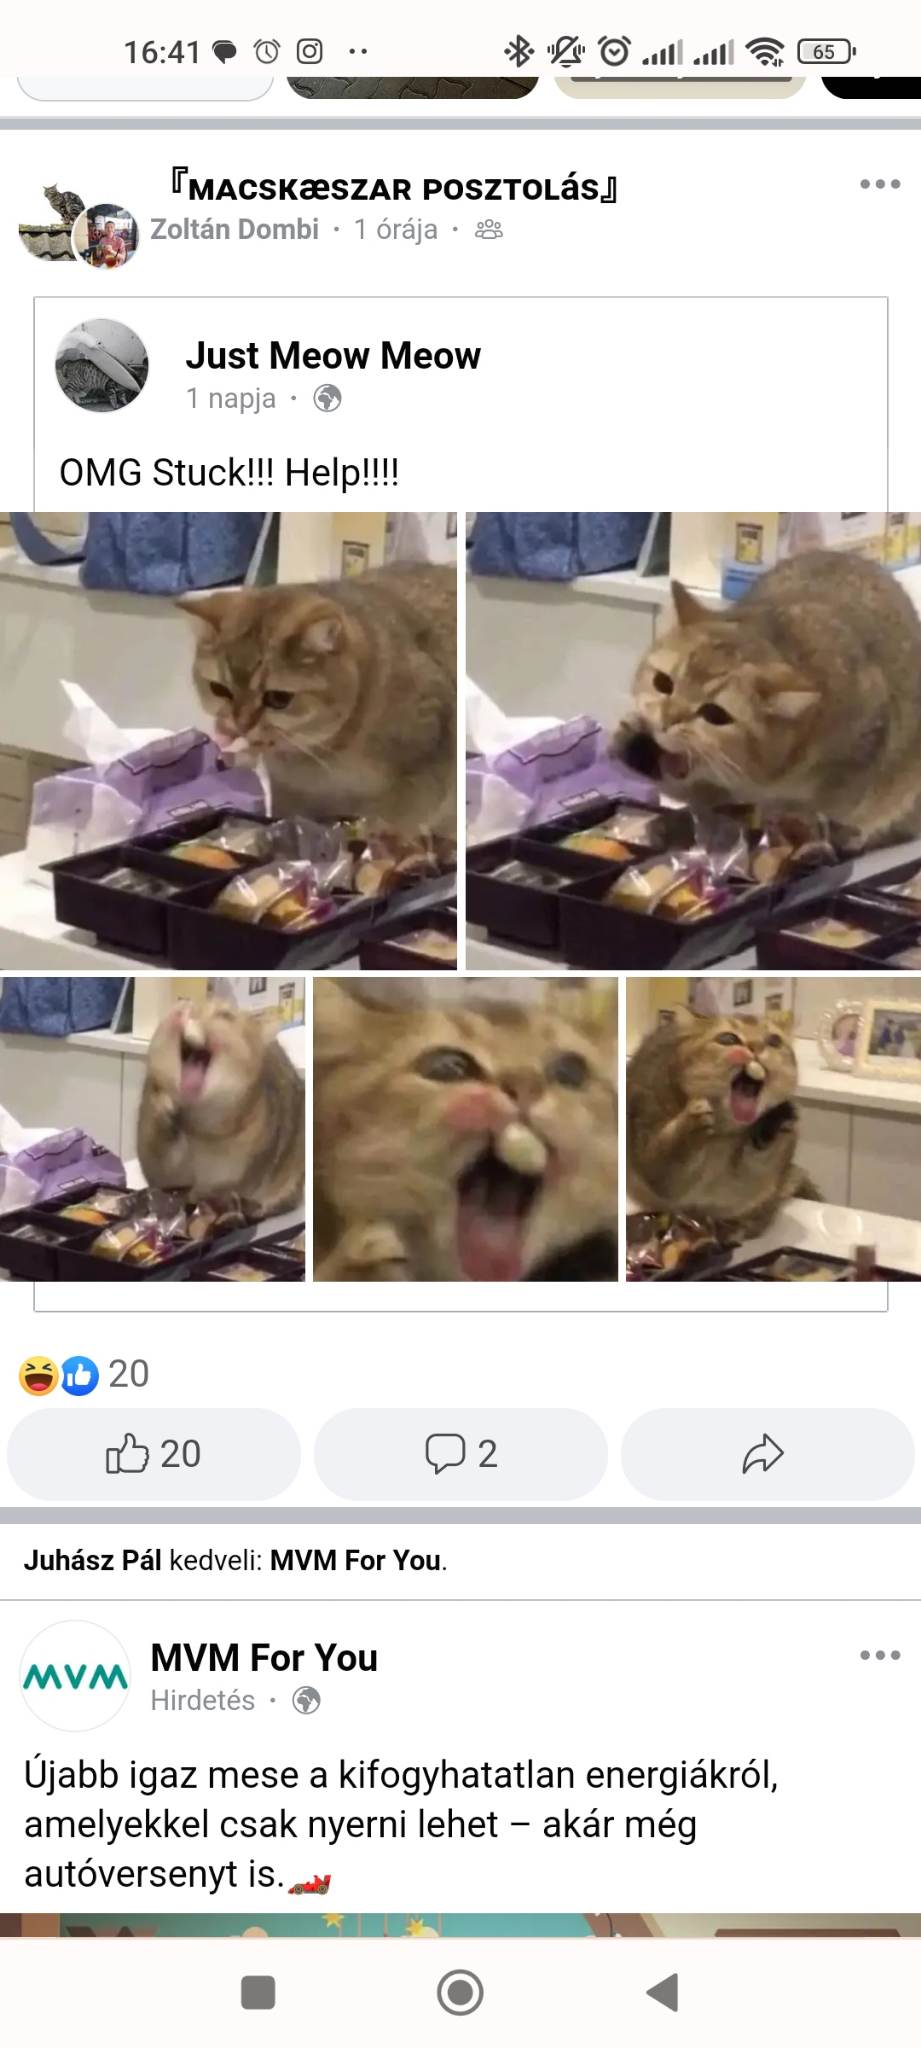 16:41
65
『ᴍᴀᴄsᴋæsᴢᴀʀ ᴘᴏsᴢᴛᴏʟás』
Zoltán Dombi · 1 órája ·
Just Meow Meow
1 napja ·
OMG Stuck!!! Help!!!!
20
20
2
Juhász Pál kedveli: MVM For You.
MVM
MVM For You
Hirdetés ·
Újabb igaz mese a kifogyhatatlan energiákról,
amelyekkel csak nyerni lehet – akár még
autóversenyt is.🏎️